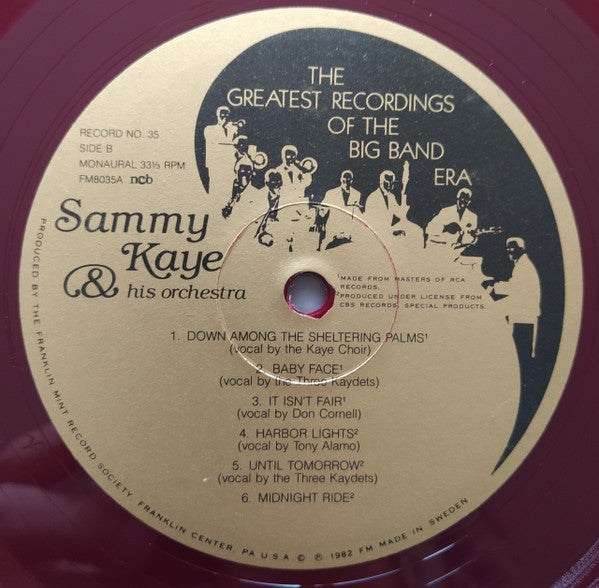 THE
GREATEST RECORDINGS
OF THE
BIG BAND
ERA
RECORD NO. 35
SIDE B
MONAURAL 33⅓ RPM
FM8035A ncb
Sammy
Kaye
& his orchestra
¹MADE FROM MASTERS OF RCA
RECORDS.
²PRODUCED UNDER LICENSE FROM
CBS RECORDS, SPECIAL PRODUCTS.
1. DOWN AMONG THE SHELTERING PALMS¹
(vocal by the Kaye Choir)
2. BABY FACE¹
(vocal by the Three Kaydets)
3. IT ISN'T FAIR¹
(vocal by Don Cornell)
4. HARBOR LIGHTS²
(vocal by Tony Alamo)
5. UNTIL TOMORROW²
(vocal by the Three Kaydets)
6. MIDNIGHT RIDE²
PRODUCED BY THE FRANKLIN MINT RECORD SOCIETY, FRANKLIN CENTER, PA USA © ℗ 1982 FM MADE IN SWEDEN